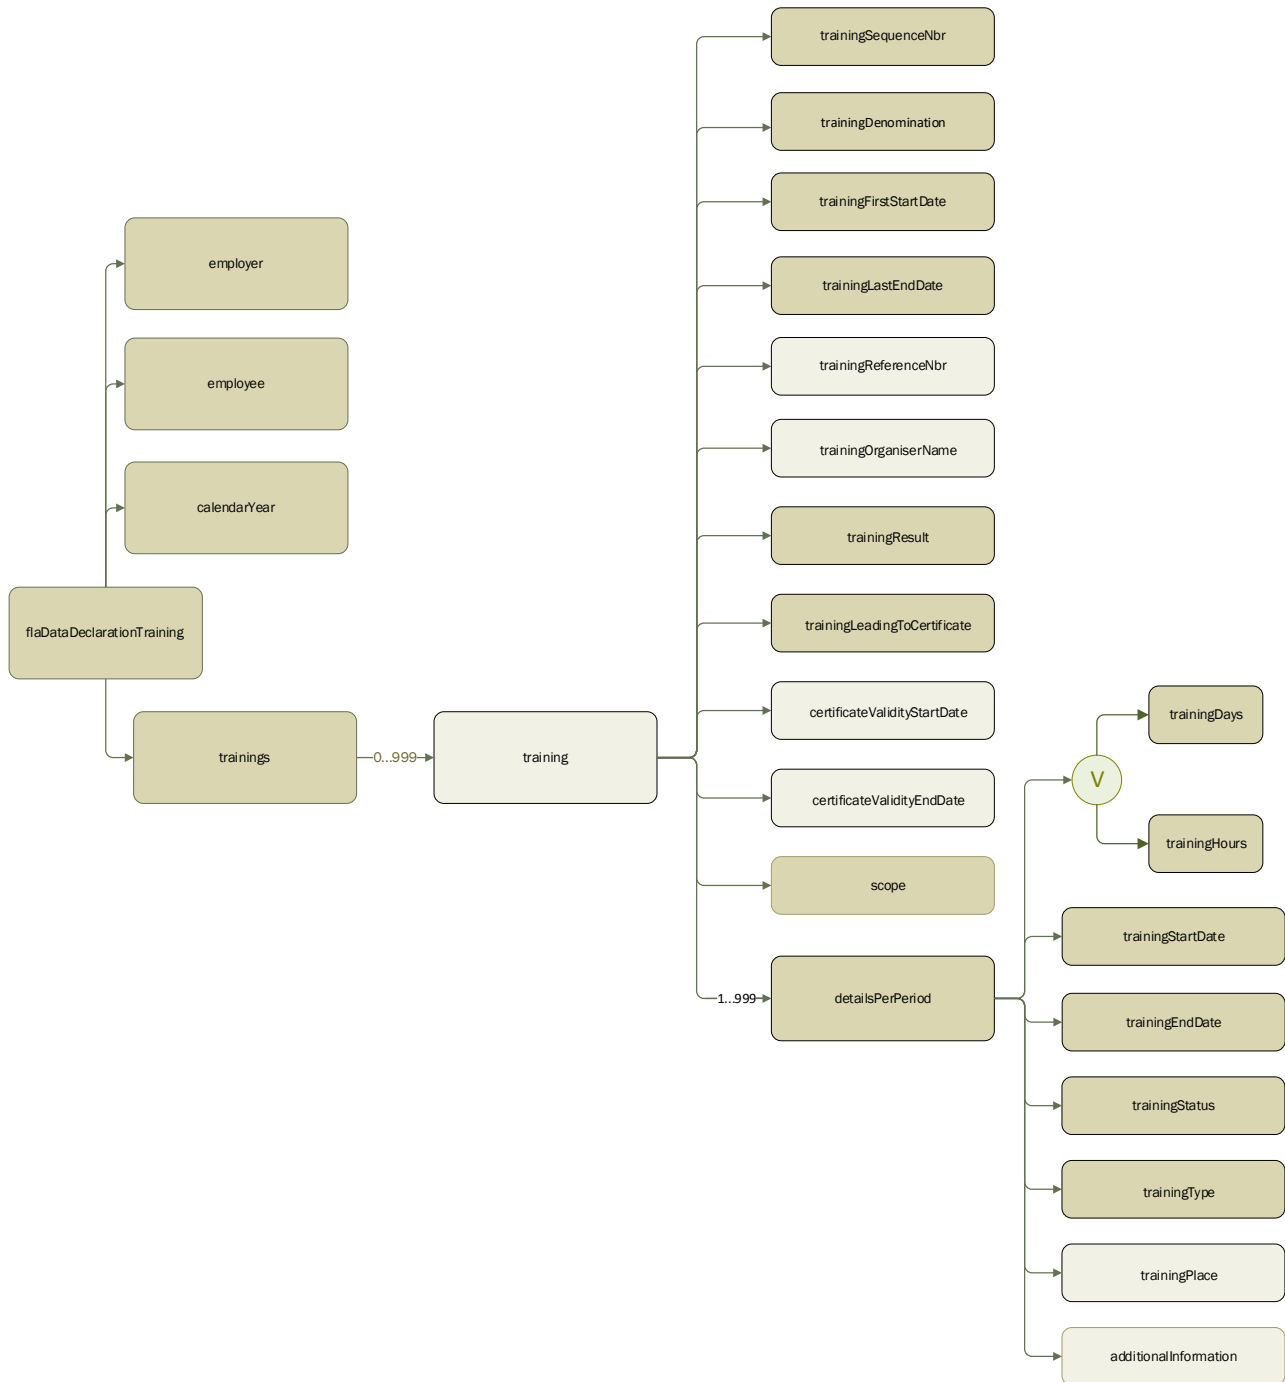 trainingSequenceNbr
trainingDenomination
trainingFirstStartDate
employer
trainingLastEndDate
trainingReferenceNbr
employee
trainingOrganiserName
calendarYear
trainingResult
flaDataDeclarationTraining
trainingLeadingToCertificate
certificateValidityStartDate
trainingDays
trainings
0...999
training
V
certificateValidityEndDate
trainingHours
scope
trainingStartDate
1...999
detailsPerPeriod
trainingEndDate
trainingStatus
trainingType
trainingPlace
additionalInformation